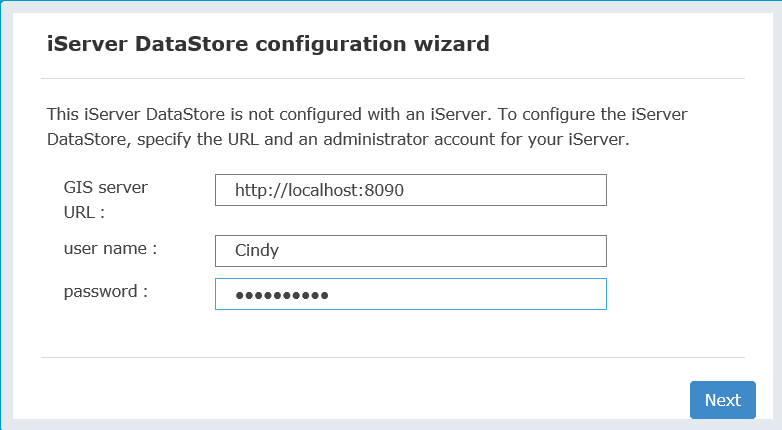 iServer DataStore configuration wizard
This iServer DataStore is not configured with an iServer. To configure the iServer
DataStore, specify the URL and an administrator account for your iServer.
GIS server
URL :
http://localhost:8090
user name :
Cindy
password :
●●●●●●●●●●
Next